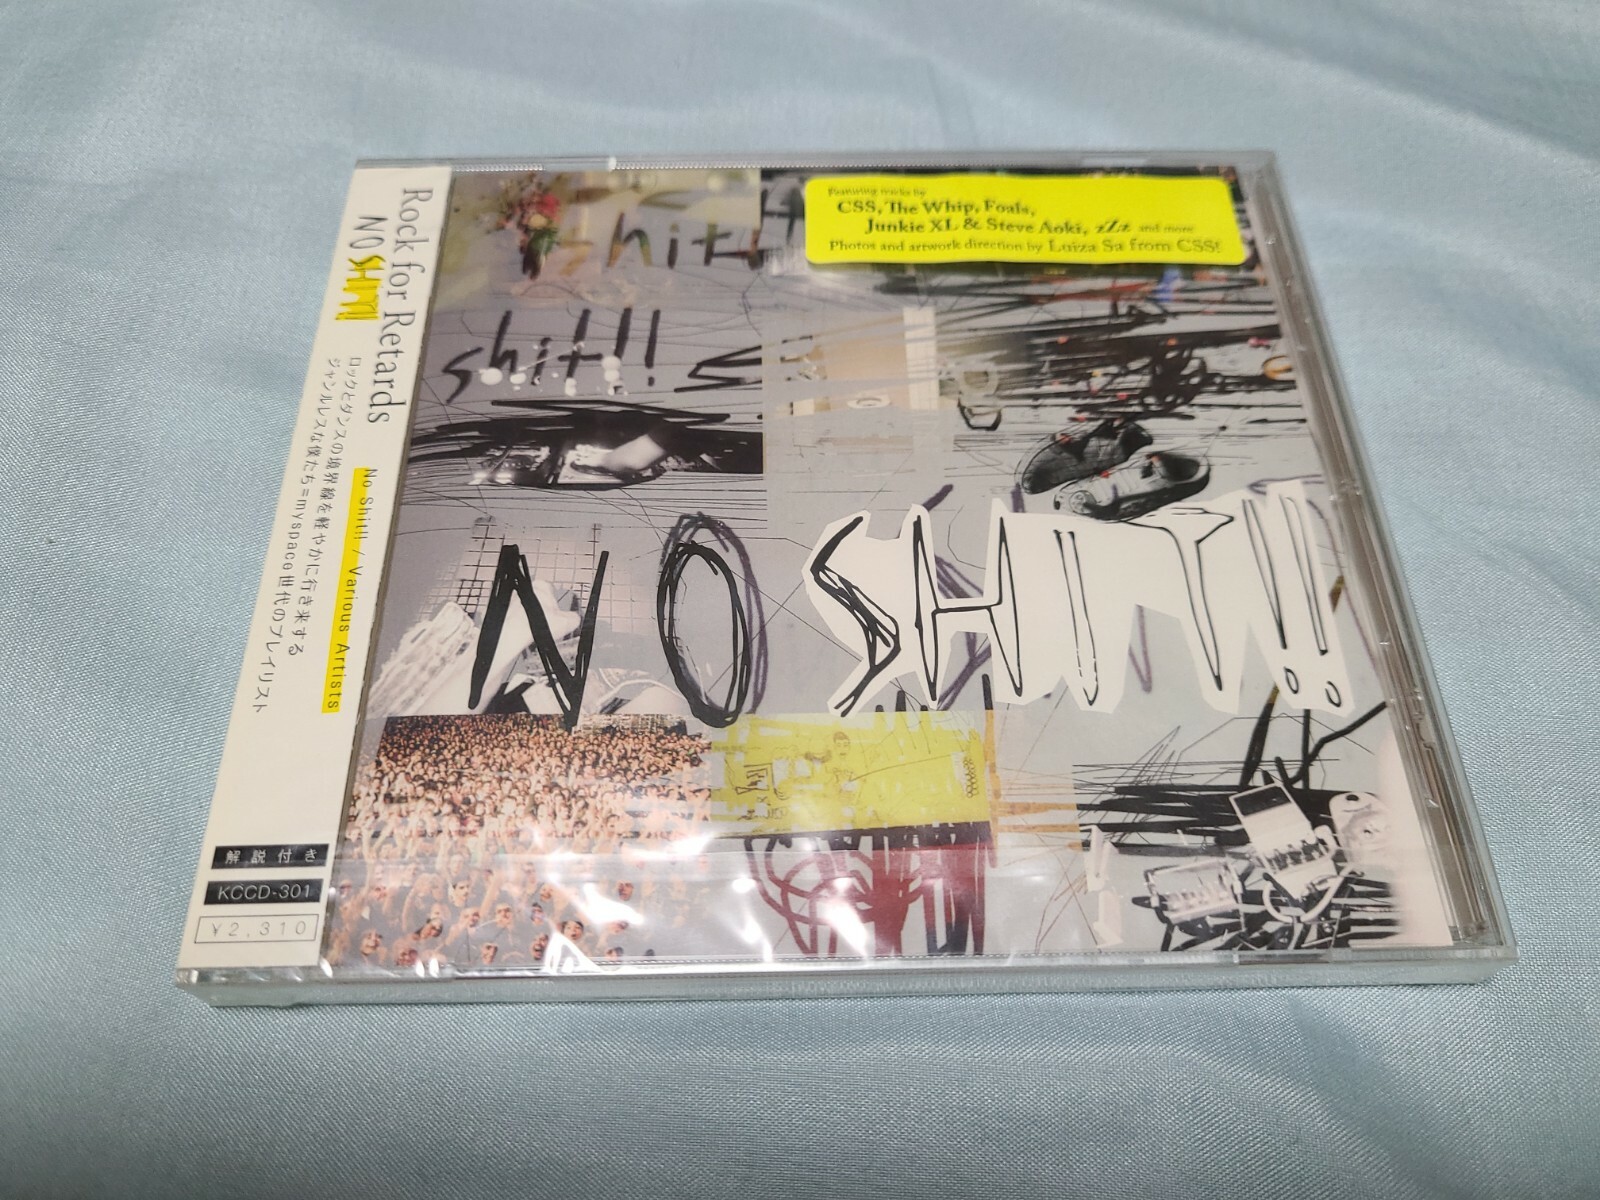 Rock for Retards
NO SHIT!!
No Shit!! / Various Artists
ロックとダンスの境界線を軽やかに行き来する
ジャンルレスな僕たち=myspace世代のプレイリスト
解説付き
KCCD-301
¥2,310
Featuring tracks by
CSS, The Whip, Foals,
Junkie XL & Steve Aoki, zZz and more
Photos and artwork direction by Luiza Sa from CSS!
shit!!
shit!!
NO SHIT!!